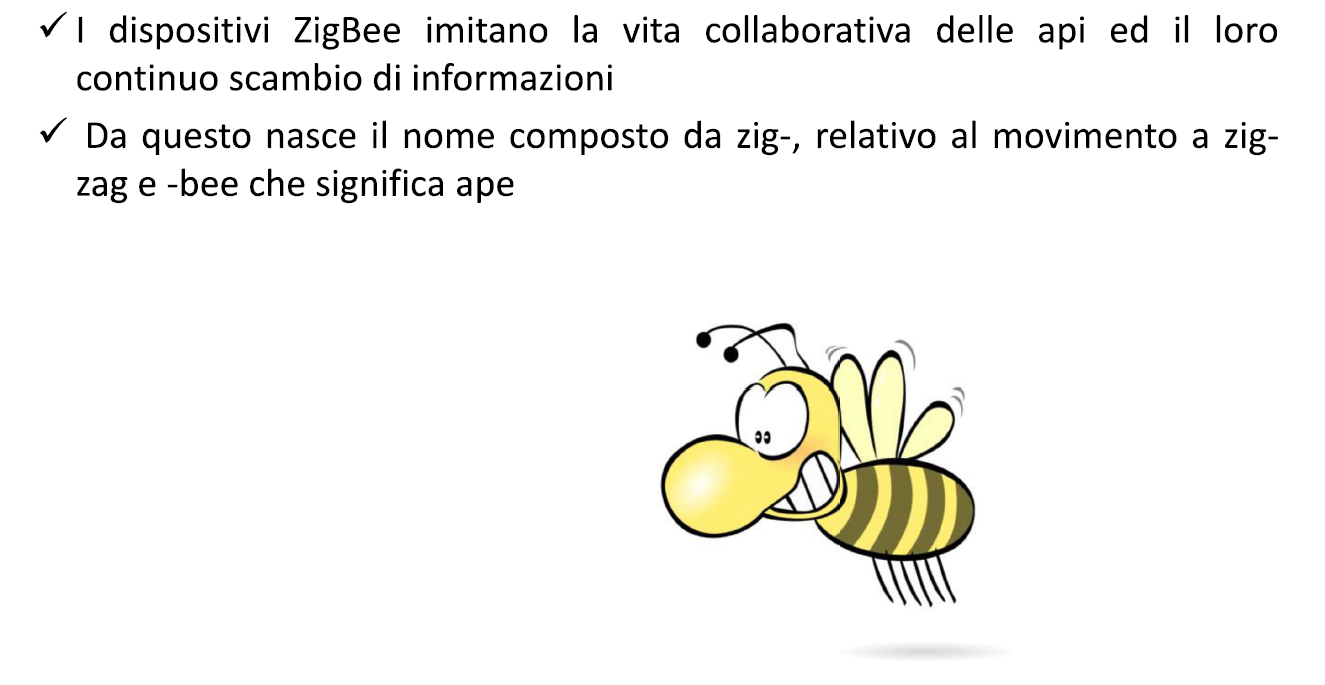 ✓ I dispositivi ZigBee imitano la vita collaborativa delle api ed il loro
continuo scambio di informazioni
✓ Da questo nasce il nome composto da zig-, relativo al movimento a zig-
zag e -bee che significa ape